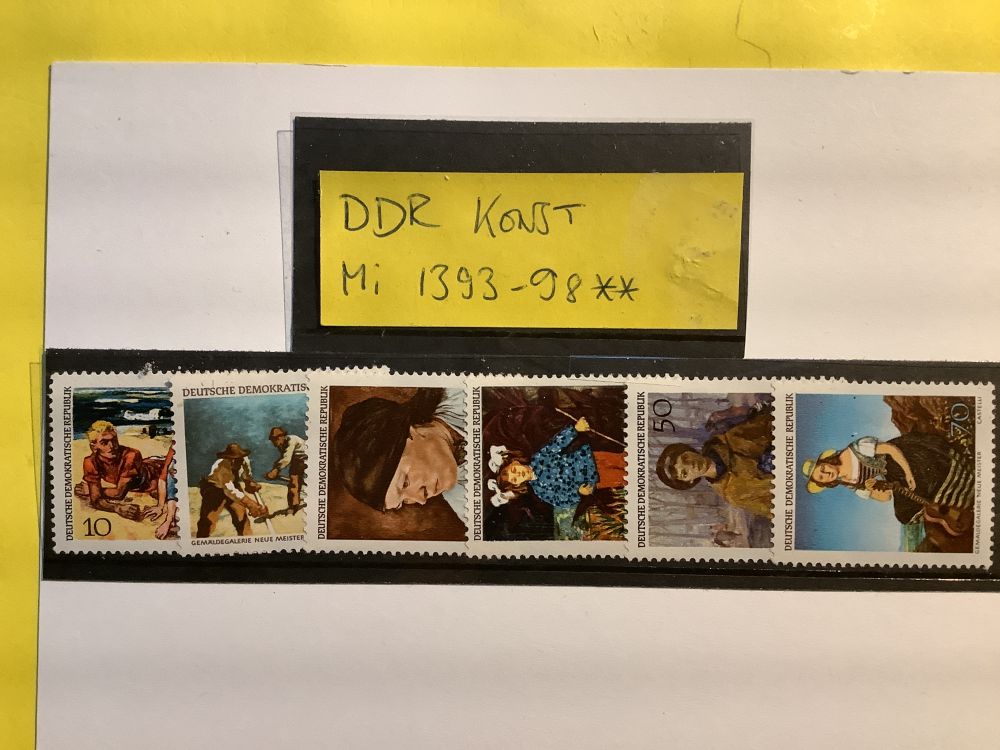 DDR KONST
Mi 1393-98**
DEUTSCHE DEMOKRATISCHE REPUBLIK
10
DEUTSCHE DEMOKRATIS
GEMÄLDEGALERIE NEUE MEISTER
DEUTSCHE DEMOKRATISCHE REPUBLIK
DEUTSCHE DEMOKRATISCHE REPUBLIK
DEUTSCHE DEMOKRATISCHE REPUBLIK
50
DEUTSCHE DEMOKRATISCHE REPUBLIK
70
GEMÄLDEGALERIE NEUE MEISTER
CASTELLI